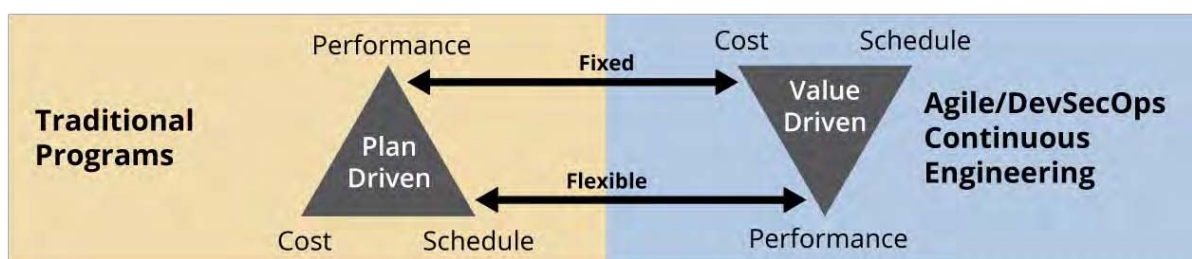 Traditional
Programs
Performance
Plan
Driven
Cost
Schedule
Fixed
Flexible
Cost
Schedule
Value
Driven
Performance
Agile/DevSecOps
Continuous
Engineering